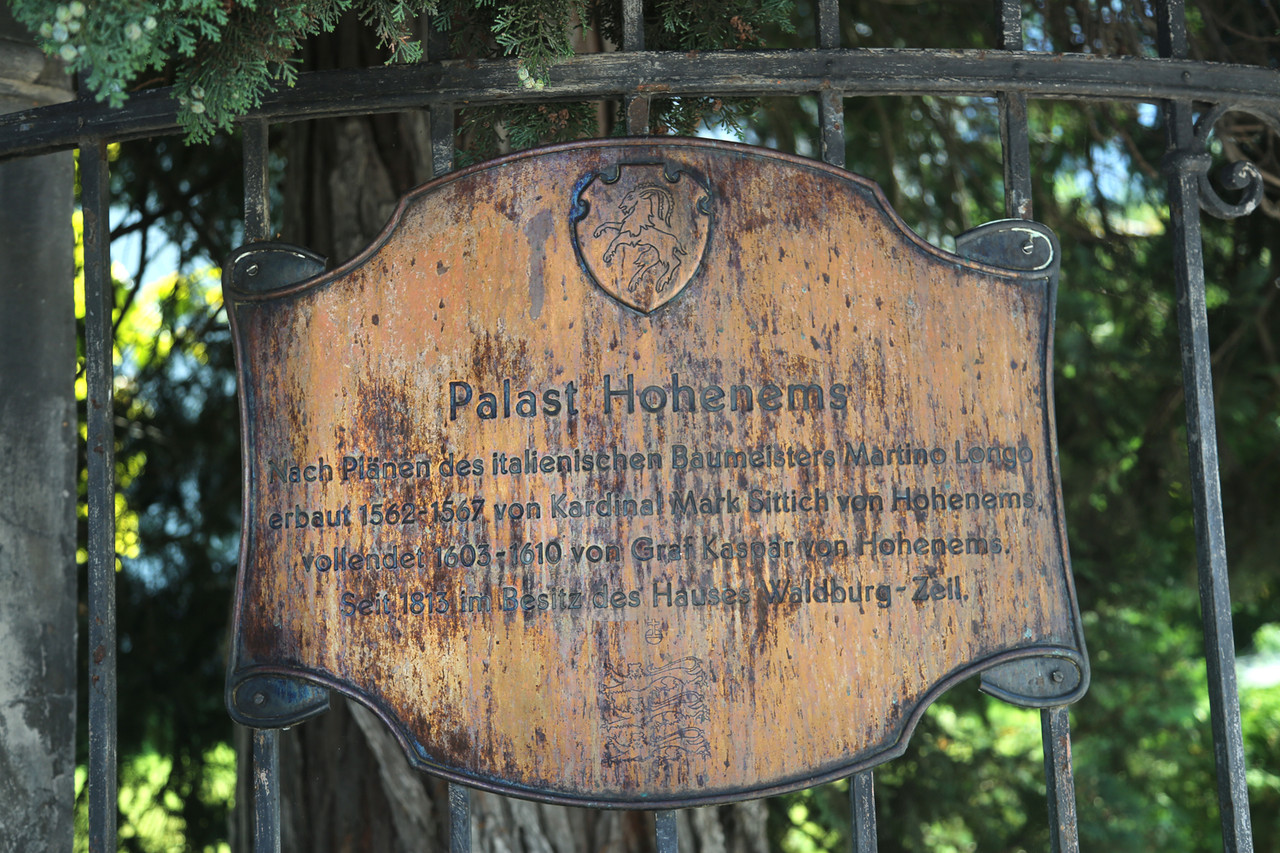 Palast Hohenems
Nach Plänen des italienischen Baumeisters Martino Longo
erbaut 1562-1567 von Kardinal Mark Sittich von Hohenems,
vollendet 1603-1610 von Graf Kaspar von Hohenems.
Seit 1813 im Besitz des Hauses Waldburg-Zeil.